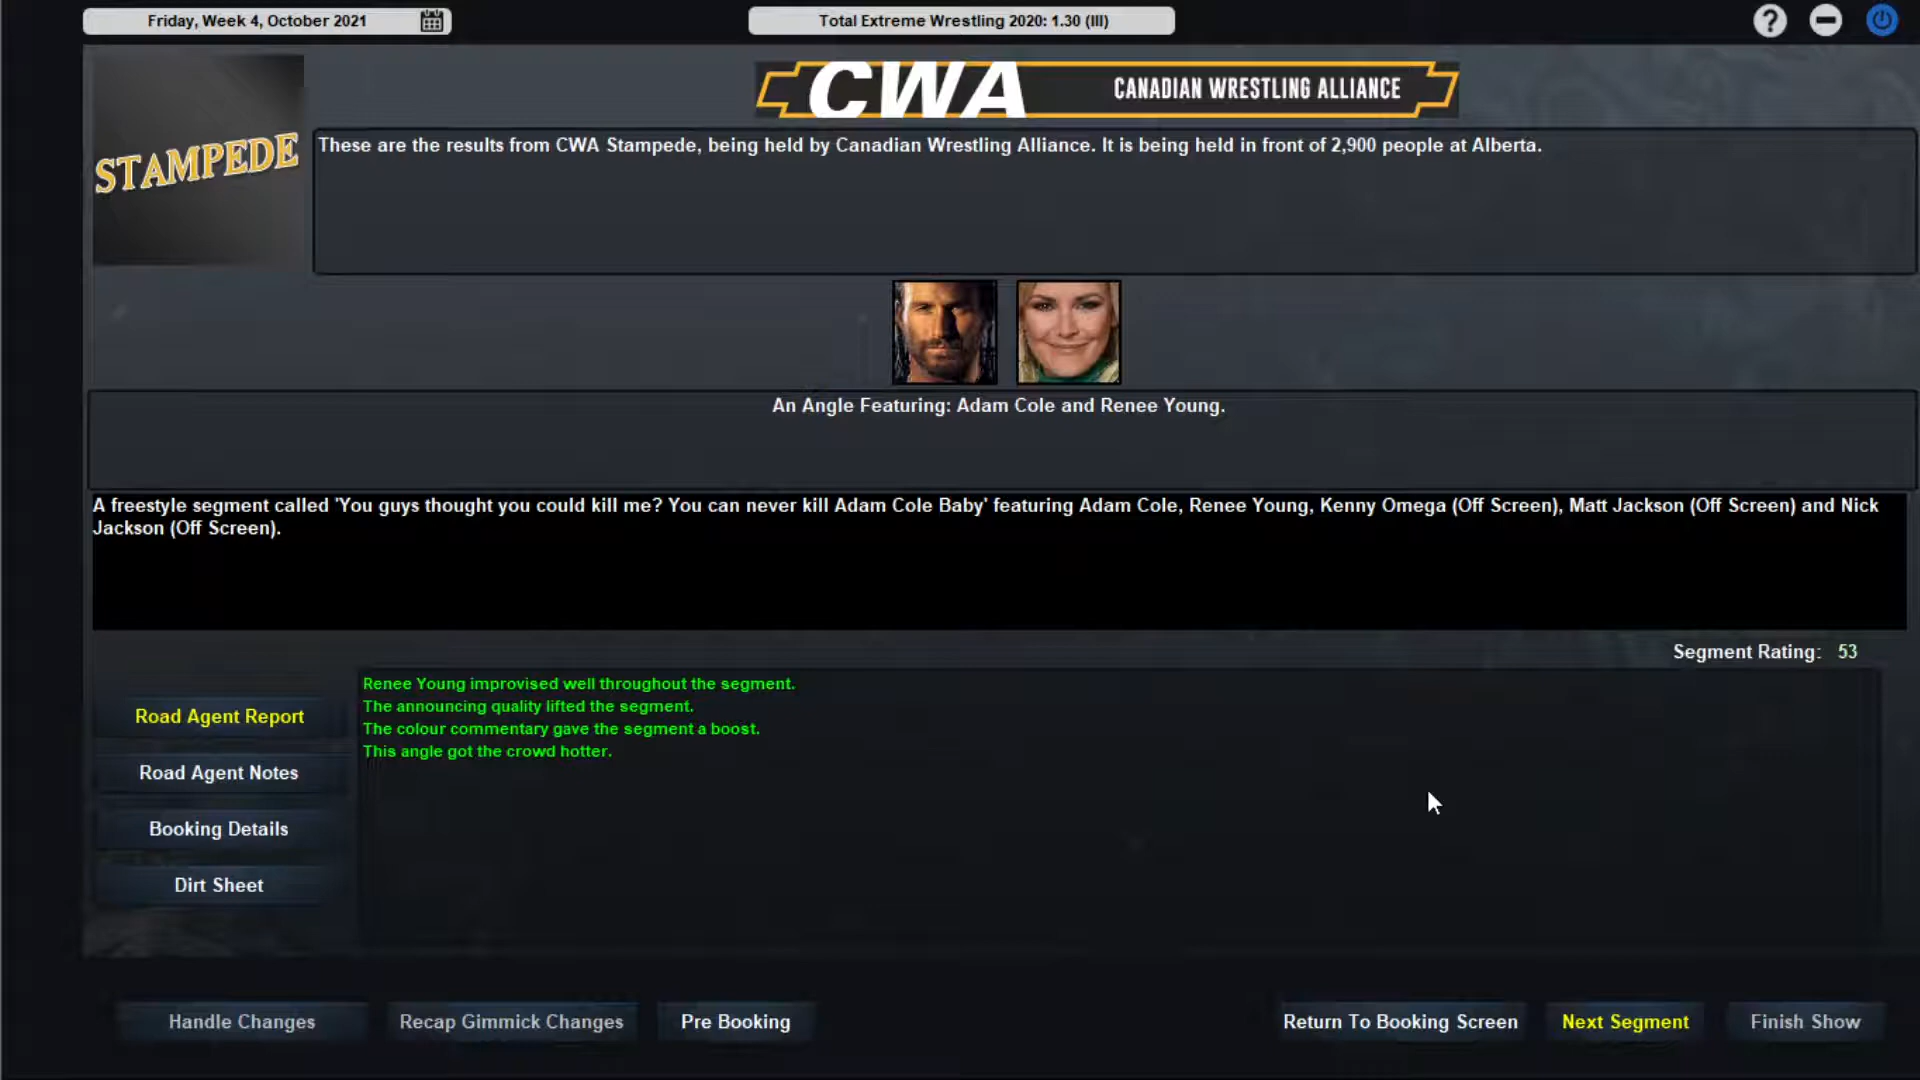 Friday, Week 4, October 2021
Total Extreme Wrestling 2020: 1.30 (III)
?
CWA CANADIAN WRESTLING ALLIANCE
STAMPEDE
These are the results from CWA Stampede, being held by Canadian Wrestling Alliance. It is being held in front of 2,900 people at Alberta.
An Angle Featuring: Adam Cole and Renee Young.
A freestyle segment called 'You guys thought you could kill me? You can never kill Adam Cole Baby' featuring Adam Cole, Renee Young, Kenny Omega (Off Screen), Matt Jackson (Off Screen) and Nick
Jackson (Off Screen).
Segment Rating: 53
Renee Young improvised well throughout the segment.
The announcing quality lifted the segment.
The colour commentary gave the segment a boost.
This angle got the crowd hotter.
Road Agent Report
Road Agent Notes
Booking Details
Dirt Sheet
Handle Changes
Recap Gimmick Changes
Pre Booking
Return To Booking Screen
Next Segment
Finish Show